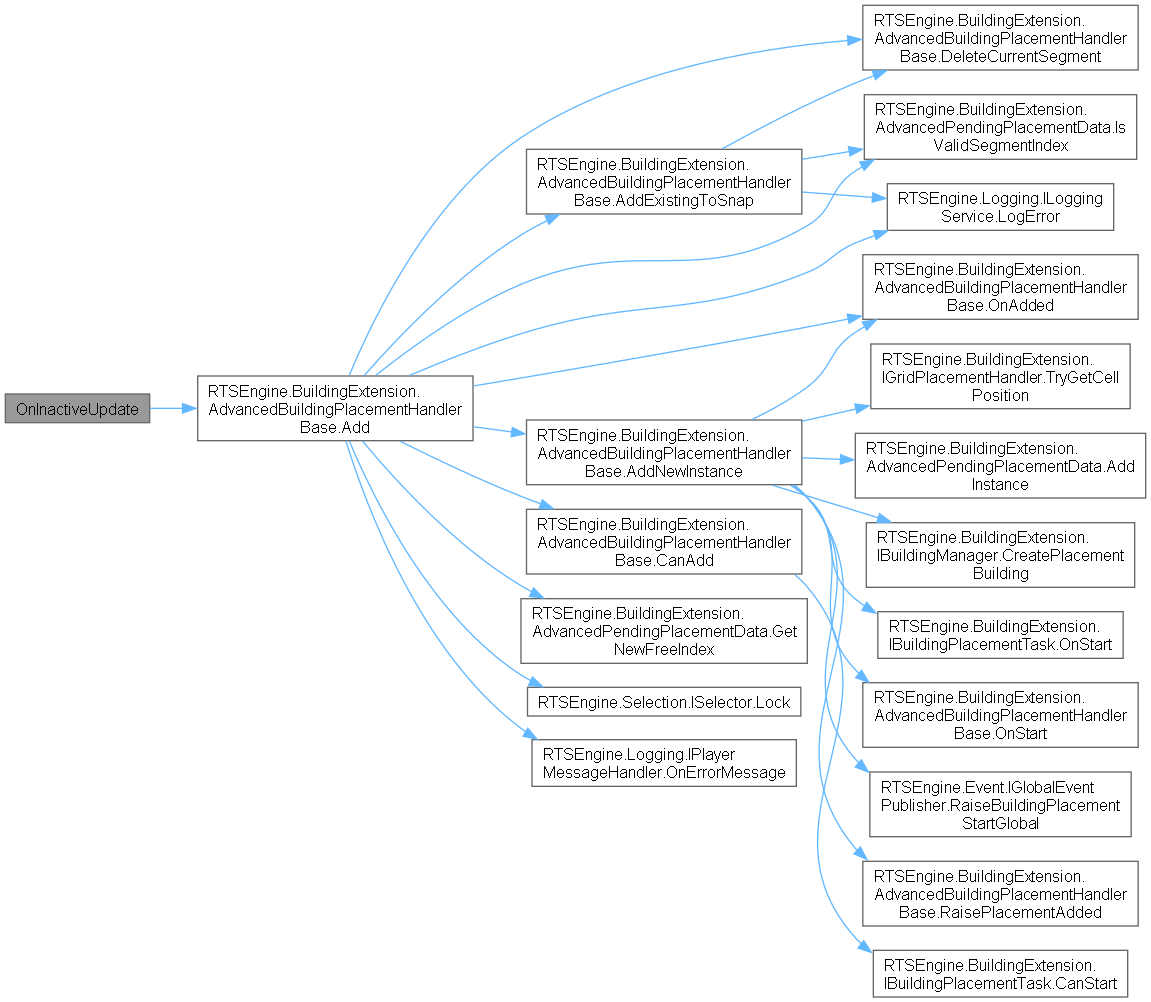 OnInactiveUpdate
RTSEngine.BuildingExtension.
AdvancedBuildingPlacementHandler
Base.Add
RTSEngine.BuildingExtension.
AdvancedBuildingPlacementHandler
Base.AddExistingToSnap
RTSEngine.BuildingExtension.
AdvancedBuildingPlacementHandler
Base.AddNewInstance
RTSEngine.BuildingExtension.
AdvancedBuildingPlacementHandler
Base.CanAdd
RTSEngine.BuildingExtension.
AdvancedPendingPlacementData.Get
NewFreeIndex
RTSEngine.Selection.ISelector.Lock
RTSEngine.Logging.IPlayer
MessageHandler.OnErrorMessage
RTSEngine.BuildingExtension.
AdvancedBuildingPlacementHandler
Base.DeleteCurrentSegment
RTSEngine.BuildingExtension.
AdvancedPendingPlacementData.Is
ValidSegmentIndex
RTSEngine.Logging.ILogging
Service.LogError
RTSEngine.BuildingExtension.
AdvancedBuildingPlacementHandler
Base.OnAdded
RTSEngine.BuildingExtension.
IGridPlacementHandler.TryGetCell
Position
RTSEngine.BuildingExtension.
AdvancedPendingPlacementData.Add
Instance
RTSEngine.BuildingExtension.
IBuildingManager.CreatePlacement
Building
RTSEngine.BuildingExtension.
IBuildingPlacementTask.OnStart
RTSEngine.BuildingExtension.
AdvancedBuildingPlacementHandler
Base.OnStart
RTSEngine.Event.IGlobalEvent
Publisher.RaiseBuildingPlacement
StartGlobal
RTSEngine.BuildingExtension.
AdvancedBuildingPlacementHandler
Base.RaisePlacementAdded
RTSEngine.BuildingExtension.
IBuildingPlacementTask.CanStart